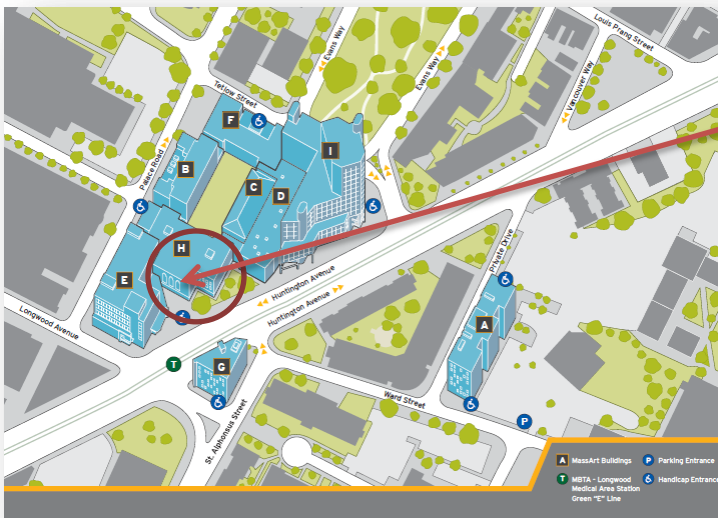 Louis Prang Street
Evans Way
Evans Way
Vancouver Way
Tetlow Street
F
I
B
Palace Road
C
D
H
E
Private Drive
Huntington Avenue
Huntington Avenue
Longwood Avenue
A
G
T
Ward Street
P
St. Alphonsus Street
A MassArt Buildings
P Parking Entrance
T MBTA - Longwood
Medical Area Station
Green "E" Line
Handicap Entrance